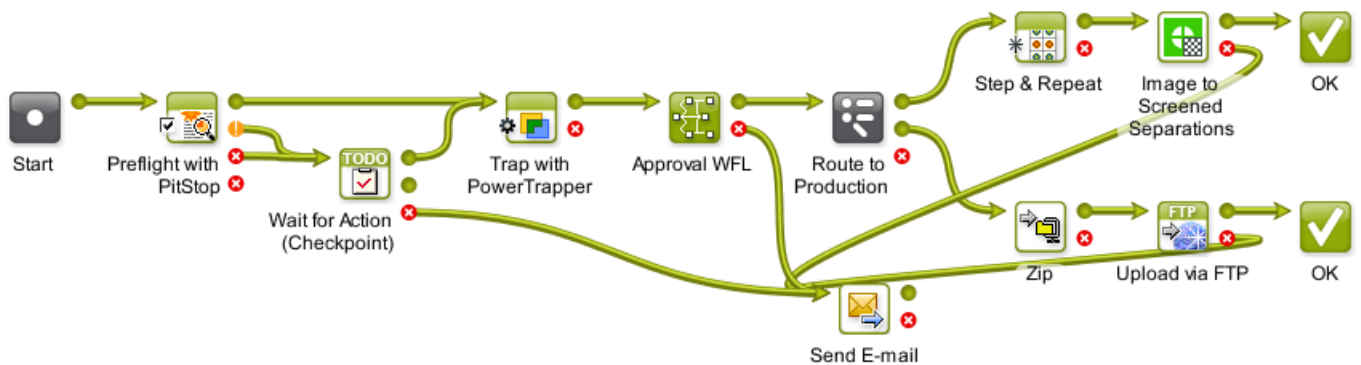 Step & Repeat
Image to
Screened
Separations
OK
Start
Preflight with
PitStop
TODO
Wait for Action
(Checkpoint)
Trap with
PowerTrapper
Approval WFL
Route to
Production
FTP
Zip
Upload via FTP
OK
Send E-mail